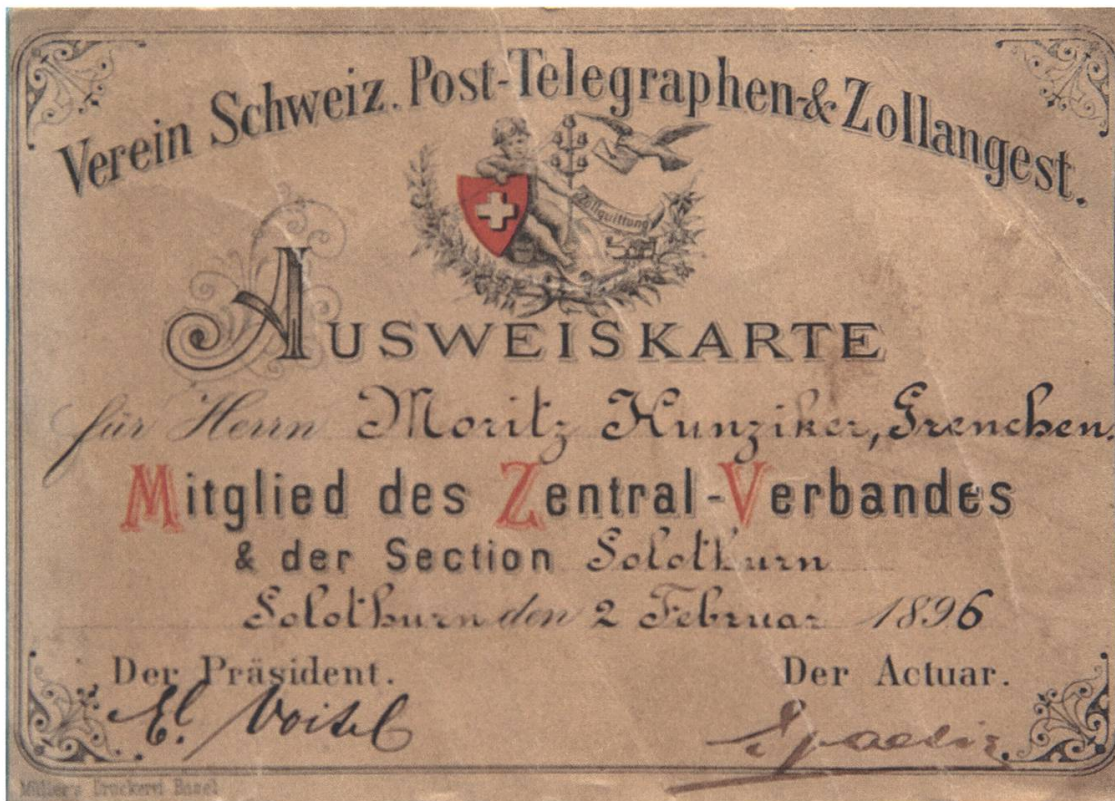 Verein Schweiz. Post-Telegraphen-& Zollangest.
Zollquittung
AUSWEISKARTE
für Herrn Moritz Hunziker, Grenchen,
Mitglied des Zentral-Verbandes
& der Section Solothurn
Solothurn den 2 Februar 1896
Der Präsident. Der Actuar.
Müller's Druckerei Basel